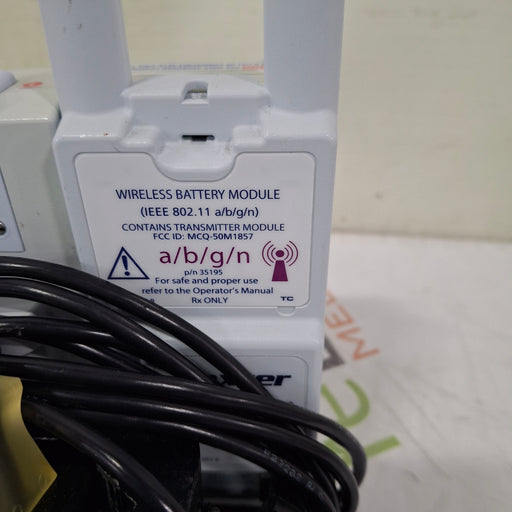 WIRELESS BATTERY MODULE
(IEEE 802.11 a/b/g/n)
CONTAINS TRANSMITTER MODULE
FCC ID: MCQ-50M1857
a/b/g/n
p/n 35195
For safe and proper use
refer to the Operator's Manual
Rx ONLY
TC